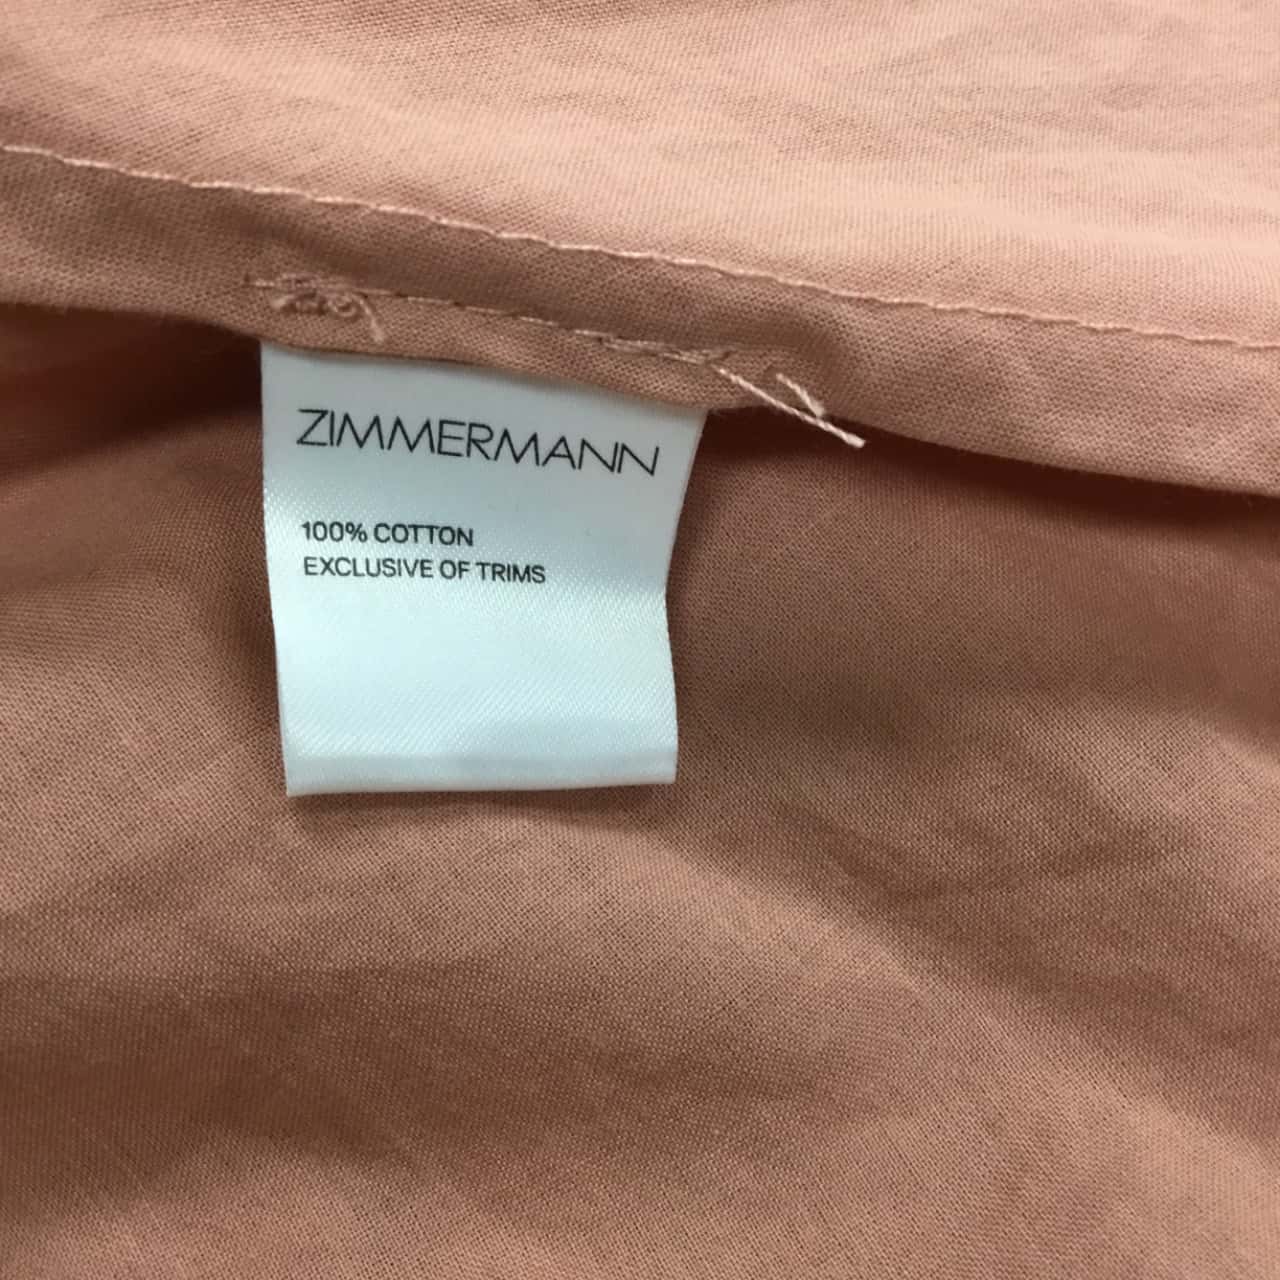 ZIMMERMANN
100% COTTON
EXCLUSIVE OF TRIMS